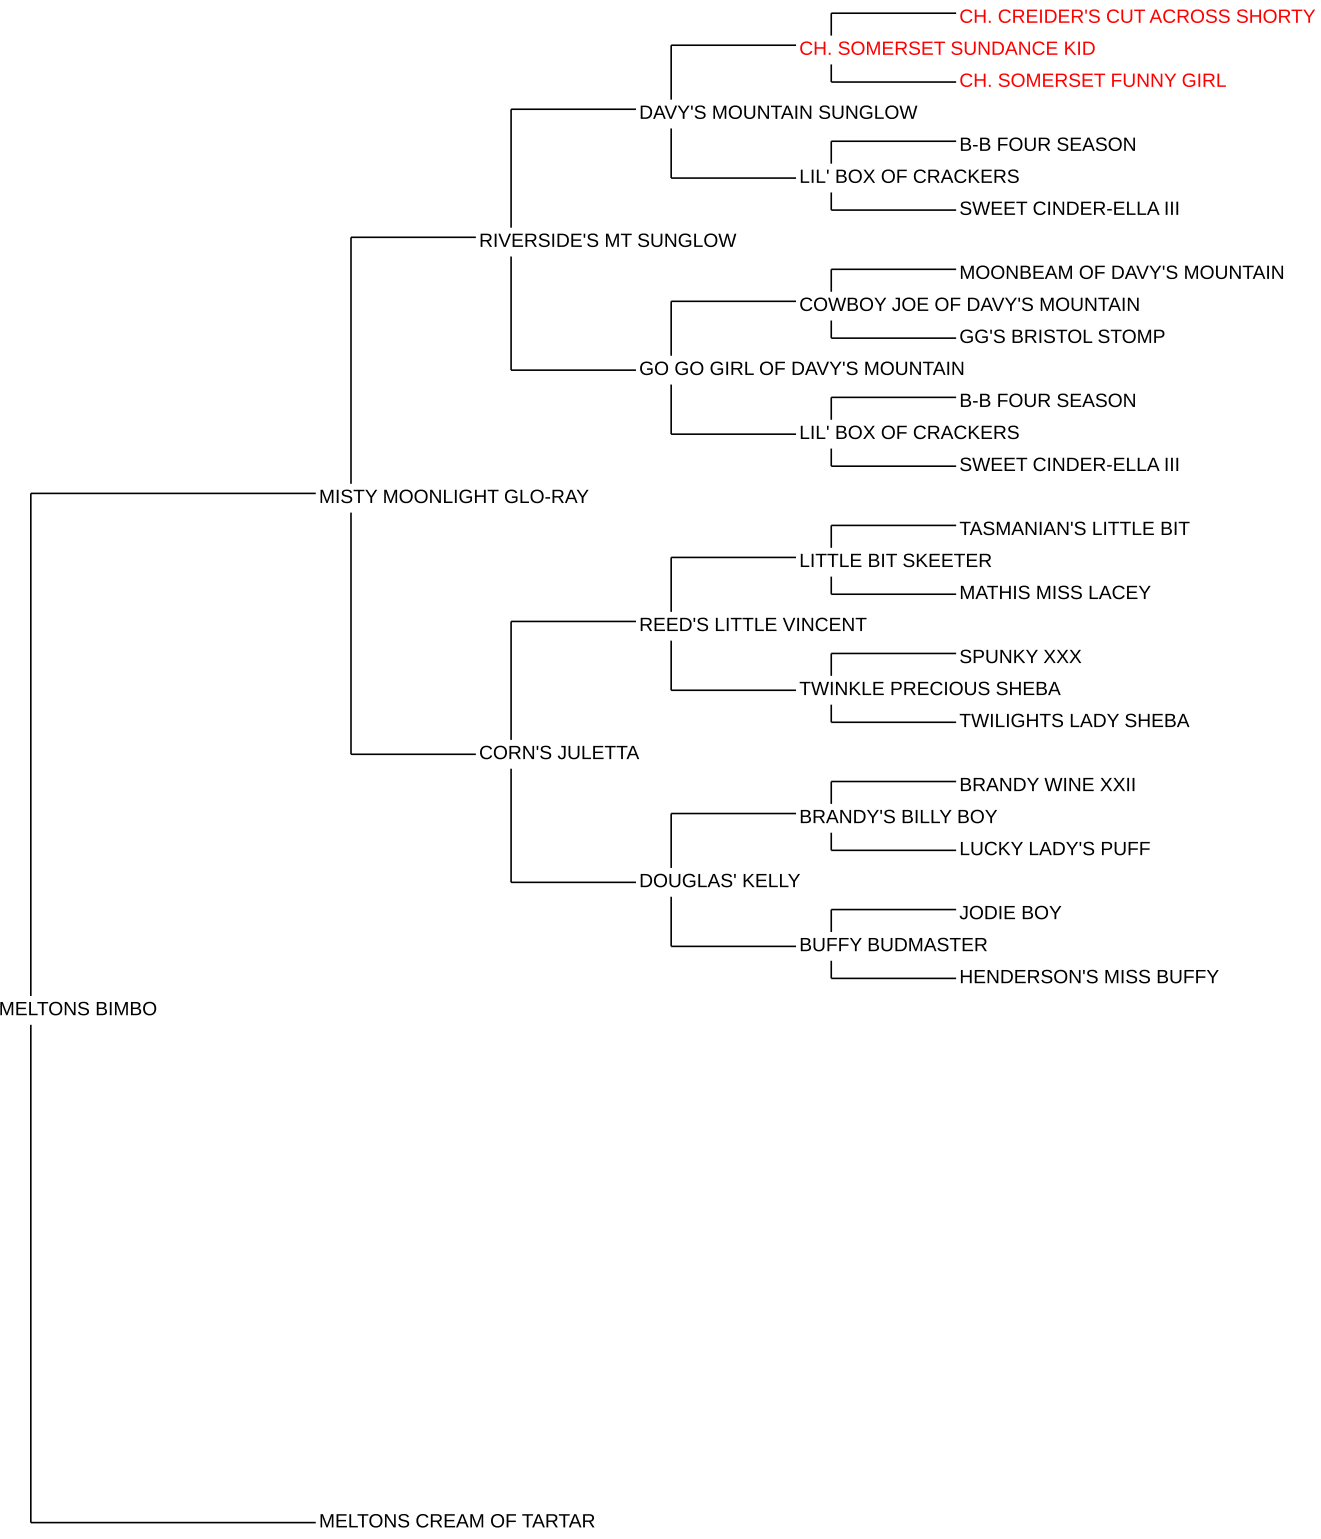 CH. CREIDER'S CUT ACROSS SHORTY
CH. SOMERSET SUNDANCE KID
CH. SOMERSET FUNNY GIRL
DAVY'S MOUNTAIN SUNGLOW
B-B FOUR SEASON
LIL' BOX OF CRACKERS
SWEET CINDER-ELLA III
RIVERSIDE'S MT SUNGLOW
MOONBEAM OF DAVY'S MOUNTAIN
COWBOY JOE OF DAVY'S MOUNTAIN
GG'S BRISTOL STOMP
GO GO GIRL OF DAVY'S MOUNTAIN
B-B FOUR SEASON
LIL' BOX OF CRACKERS
SWEET CINDER-ELLA III
MISTY MOONLIGHT GLO-RAY
TASMANIAN'S LITTLE BIT
LITTLE BIT SKEETER
MATHIS MISS LACEY
REED'S LITTLE VINCENT
SPUNKY XXX
TWINKLE PRECIOUS SHEBA
TWILIGHTS LADY SHEBA
CORN'S JULETTA
BRANDY WINE XXII
BRANDY'S BILLY BOY
LUCKY LADY'S PUFF
DOUGLAS' KELLY
JODIE BOY
BUFFY BUDMASTER
HENDERSON'S MISS BUFFY
MELTONS BIMBO
MELTONS CREAM OF TARTAR